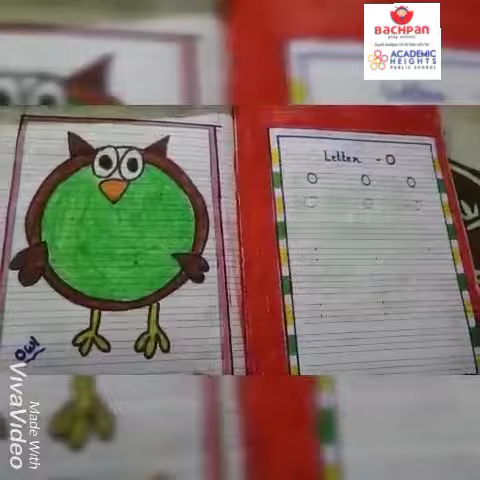 BACHPAN
play school
ACADEMIC
HEIGHTS
PUBLIC SCHOOL
Letter - O
O O O
O O
Owl
Made With
VivaVideo